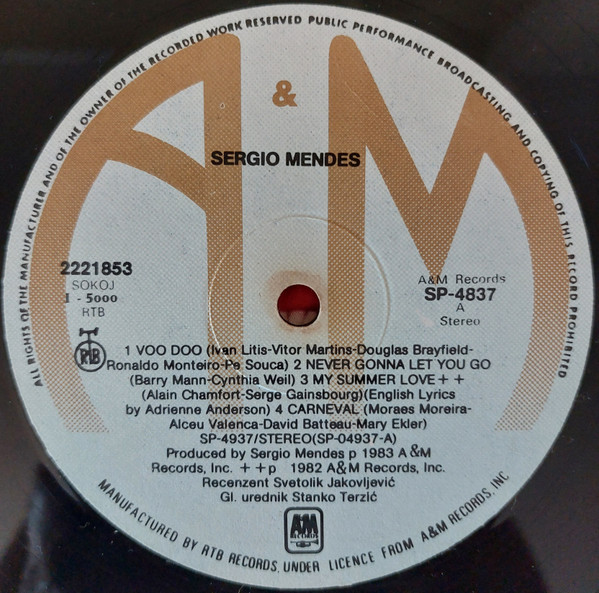 ALL RIGHTS OF THE MANUFACTURER AND OF THE OWNER OF THE RECORDED WORK RESERVED PUBLIC PERFORMANCE BROADCASTING AND COPYING OF THIS RECORD PROHIBITED
A & M
SERGIO MENDES
2221853
SOKOJ
1 - 5000
RTB
RTB
A&M Records
SP-4837
A
Stereo
1 VOO DOO (Ivan Litis-Vitor Martins-Douglas Brayfield-
Ronaldo Monteiro-Pe Souca) 2 NEVER GONNA LET YOU GO
(Barry Mann-Cynthia Weil) 3 MY SUMMER LOVE++
(Alain Chamfort-Serge Gainsbourg)(English Lyrics
by Adrienne Anderson) 4 CARNEVAL (Moraes Moreira-
Alceu Valenca-David Batteau-Mary Ekler)
SP-4937/STEREO(SP-04937-A)
Produced by Sergio Mendes p 1983 A&M
Records, Inc. ++p 1982 A&M Records, Inc.
Recenzent Svetolik Jakovljević
Gl. urednik Stanko Terzić
A&M
RECORDS
MANUFACTURED BY RTB RECORDS, UNDER LICENCE FROM A&M RECORDS, INC